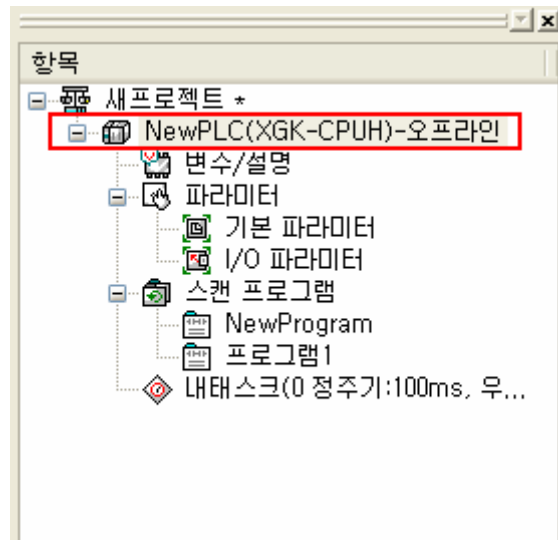 항목
새프로젝트 *
NewPLC(XGK-CPUH)-오프라인
변수/설명
파라미터
기본 파라미터
I/O 파라미터
스캔 프로그램
NewProgram
프로그램1
내태스크(0 정주기:100ms, 우...